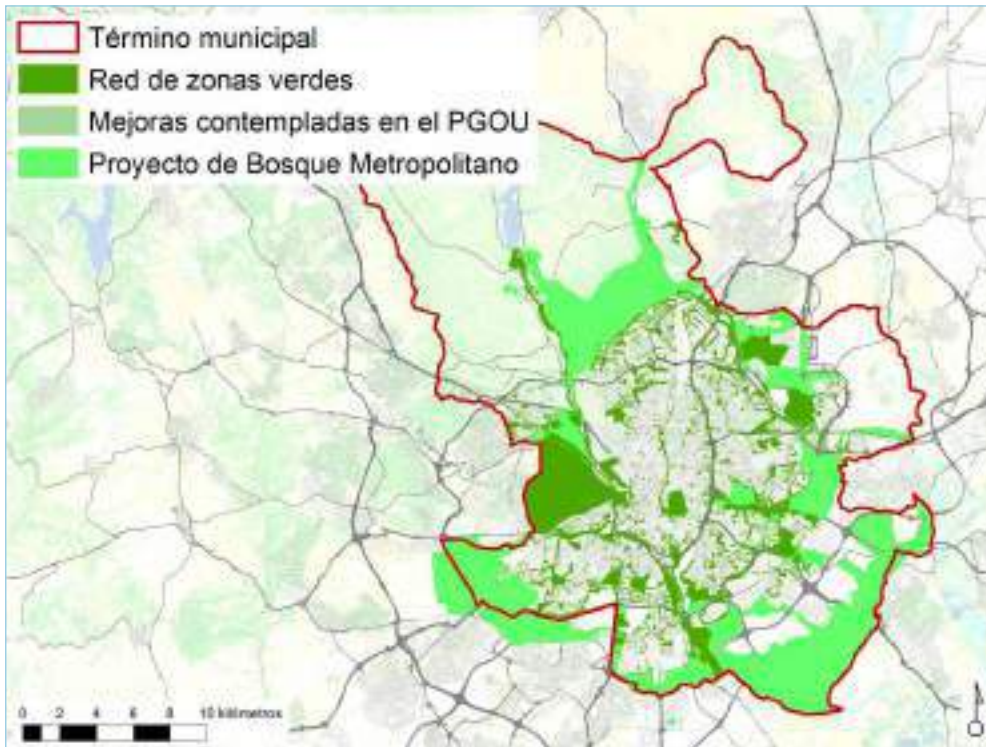 Término municipal
Red de zonas verdes
Mejoras contempladas en el PGOU
Proyecto de Bosque Metropolitano
0 2 4 6 8 10 kilómetros